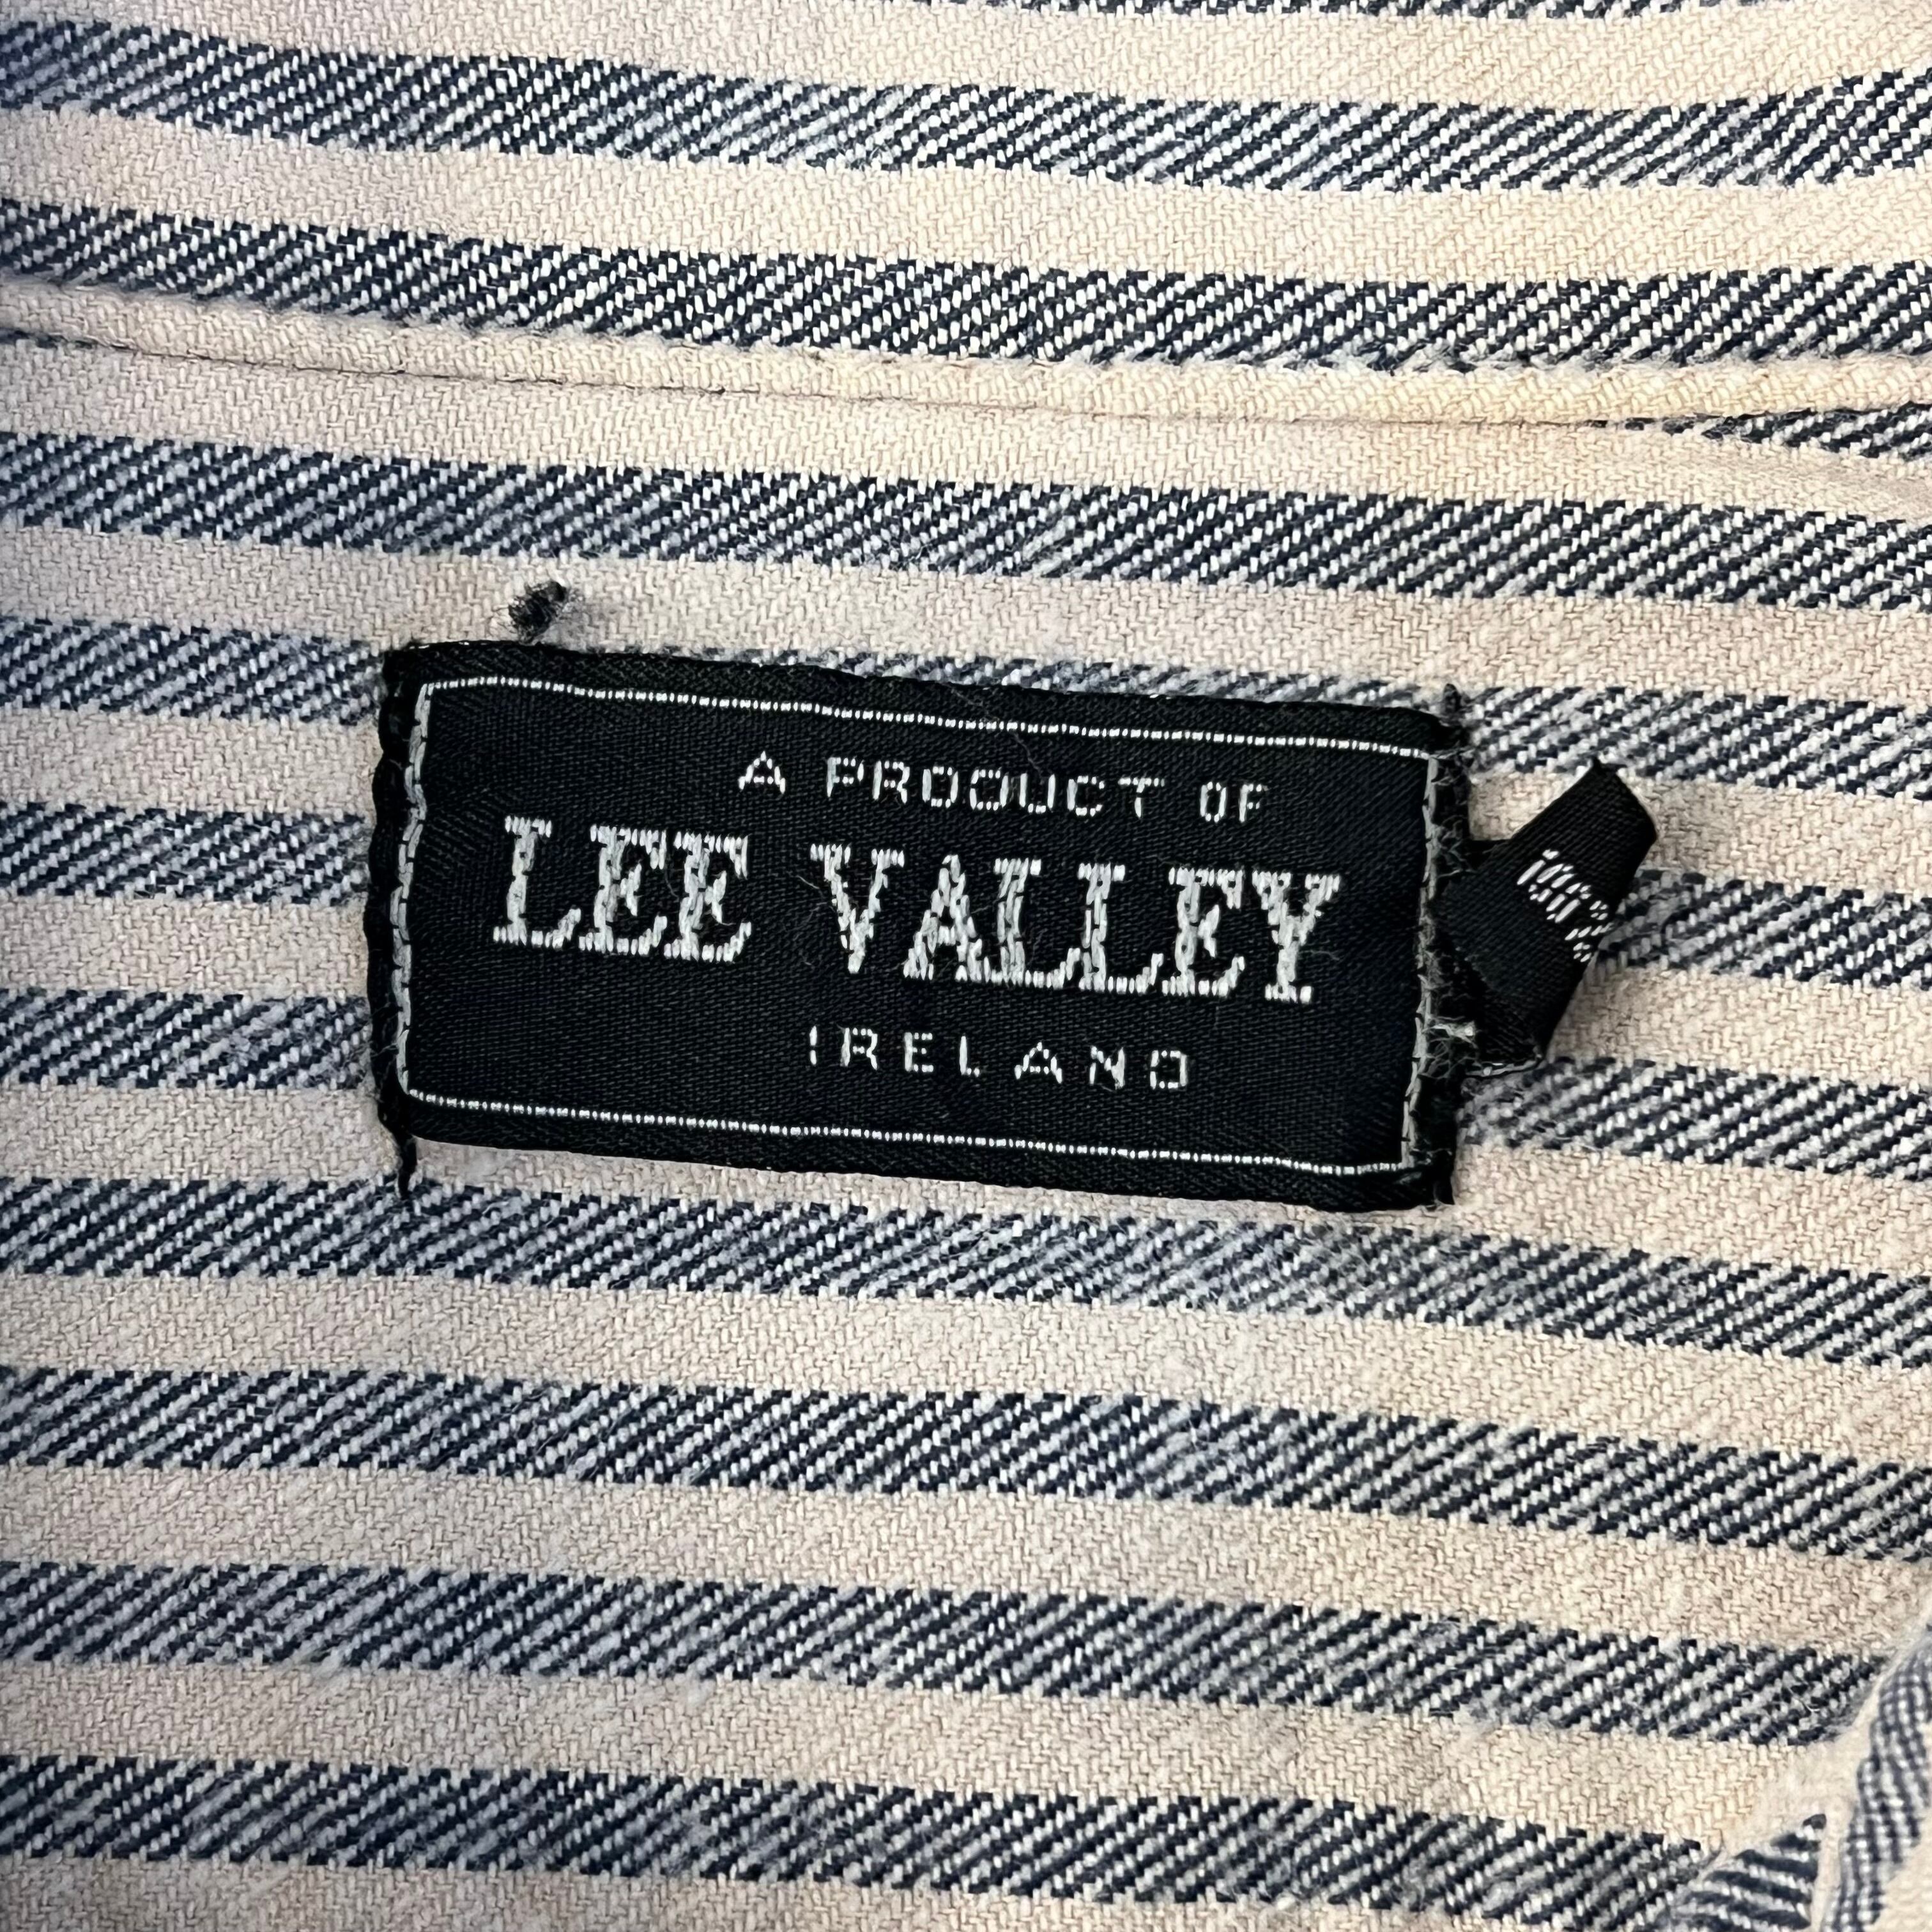 A PRODUCT OF
LEE VALLEY
IRELAND